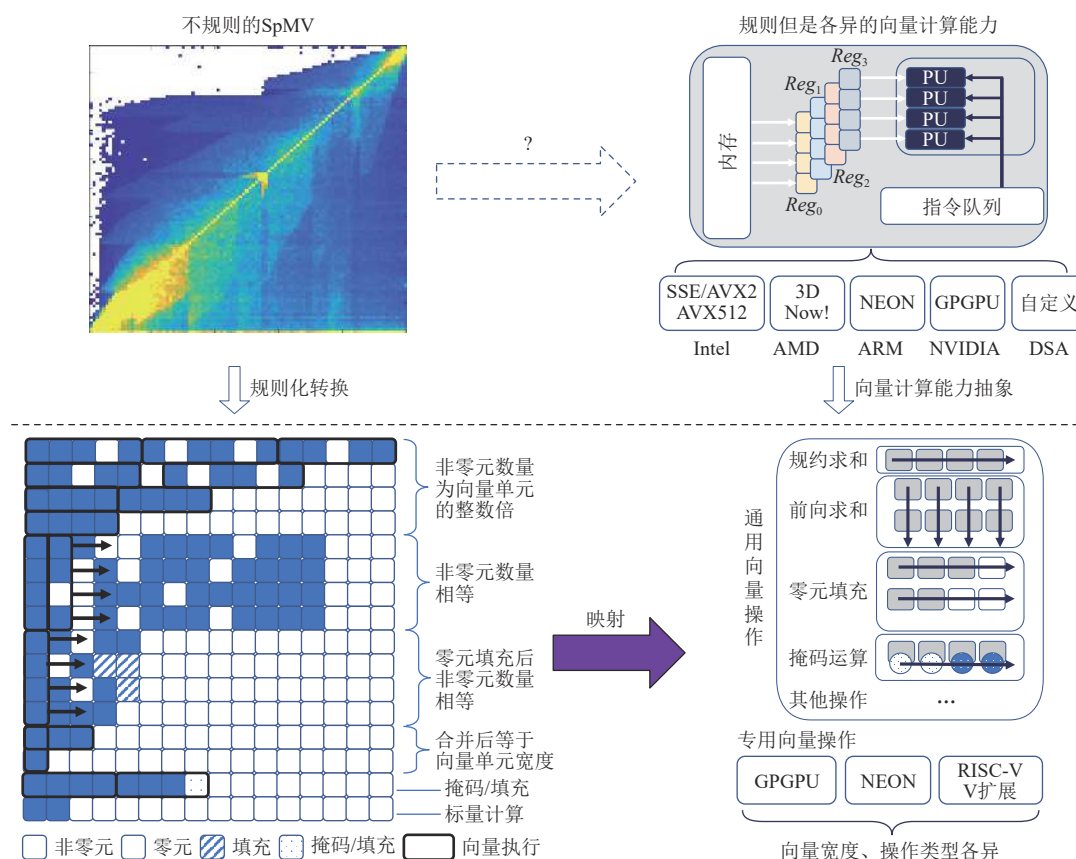 不规则的SpMV
规则但是各异的向量计算能力
?
内存
Reg0
Reg1
Reg2
Reg3
PU
PU
PU
PU
指令队列
SSE/AVX2
AVX512
3D
Now!
NEON
GPGPU
自定义
Intel
AMD
ARM
NVIDIA
DSA
规则化转换
向量计算能力抽象
非零元数量
为向量单元
的整数倍
非零元数量
相等
零元填充后
非零元数量
相等
合并后等于
向量单元宽度
掩码/填充
标量计算
非零元
零元
填充
掩码/填充
向量执行
映射
通用向量操作
规约求和
前向求和
零元填充
掩码运算
其他操作
…
专用向量操作
GPGPU
NEON
RISC-V
V扩展
向量宽度、操作类型各异